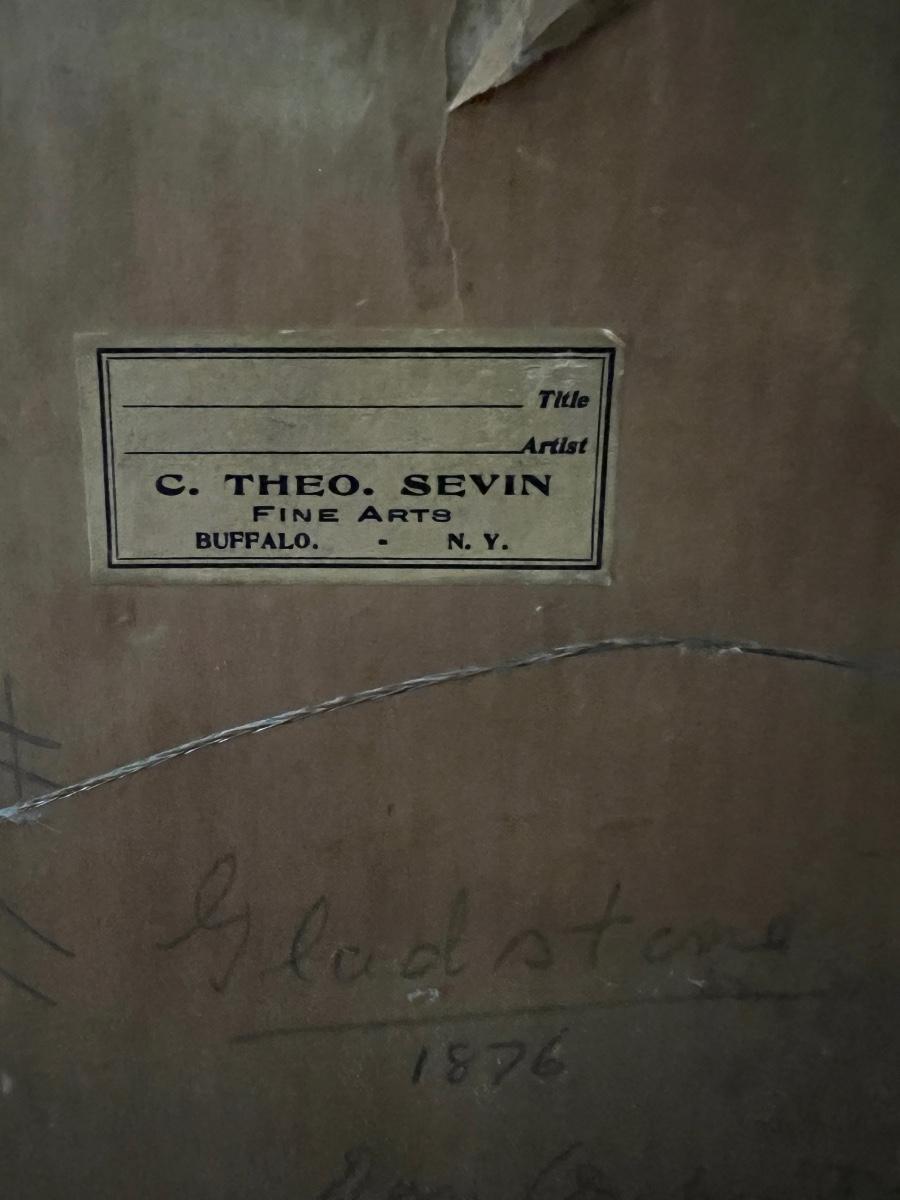 Title
Artist
C. THEO. SEVIN
FINE ARTS
BUFFALO. - N. Y.
Gladstone
1876